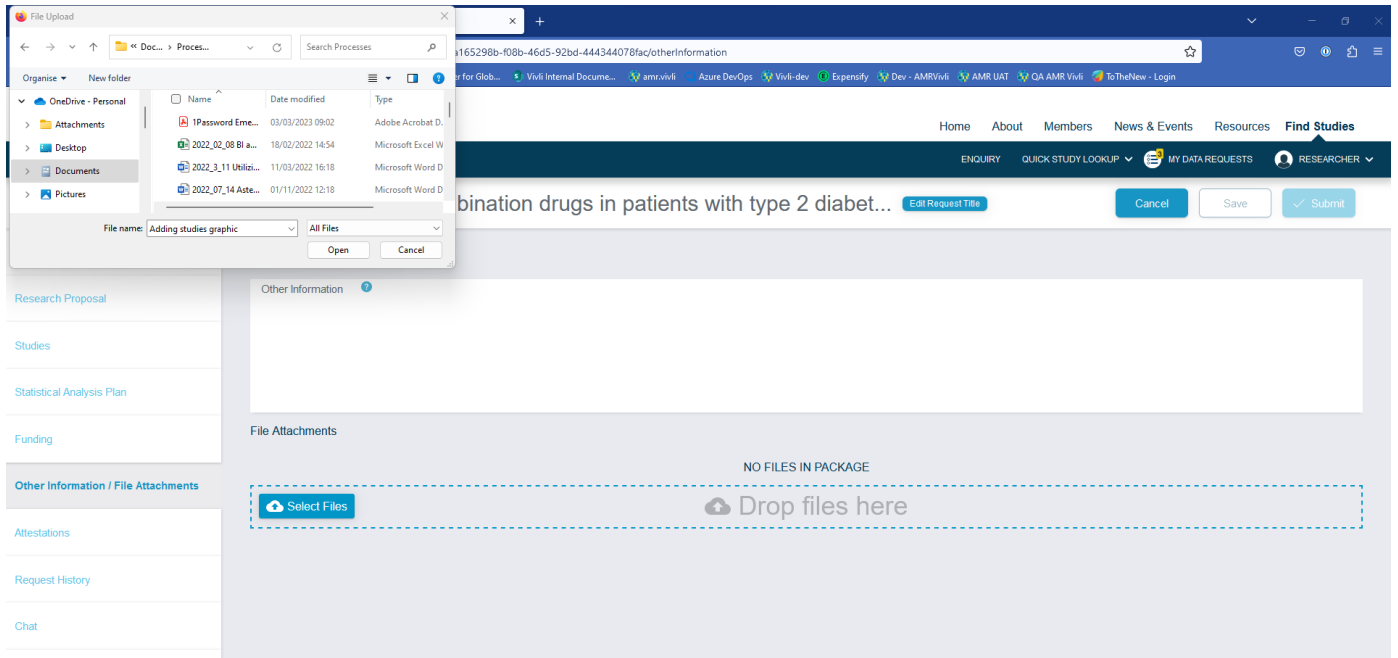 File Upload
« Doc... › Proces...
Search Processes
a165298b-f08b-46d5-92bd-444344078fac/otherInformation
Organise New folder
er for Glob... Vivli Internal Docume... amr.vivli Azure DevOps Vivli-dev Expensify Dev - AMRVivli AMR UAT QA AMR Vivli ToTheNew - Login
OneDrive - Personal
Attachments
Desktop
Documents
Pictures
Name Date modified Type
1Password Eme... 03/03/2023 09:02 Adobe Acrobat D.
2022_02_08 BI a... 18/02/2022 14:54 Microsoft Excel W
2022_3_11 Utilizi... 11/03/2022 16:18 Microsoft Word D
2022_07_14 Aste... 01/11/2022 12:18 Microsoft Word D
File name: Adding studies graphic All Files
Open Cancel
Home About Members News & Events Resources Find Studies
ENQUIRY QUICK STUDY LOOKUP 3 MY DATA REQUESTS RESEARCHER
bination drugs in patients with type 2 diabet... Edit Request Title Cancel Save Submit
Research Proposal
Studies
Statistical Analysis Plan
Funding
Other Information / File Attachments
Attestations
Request History
Chat
Other Information ?
File Attachments
NO FILES IN PACKAGE
Select Files Drop files here